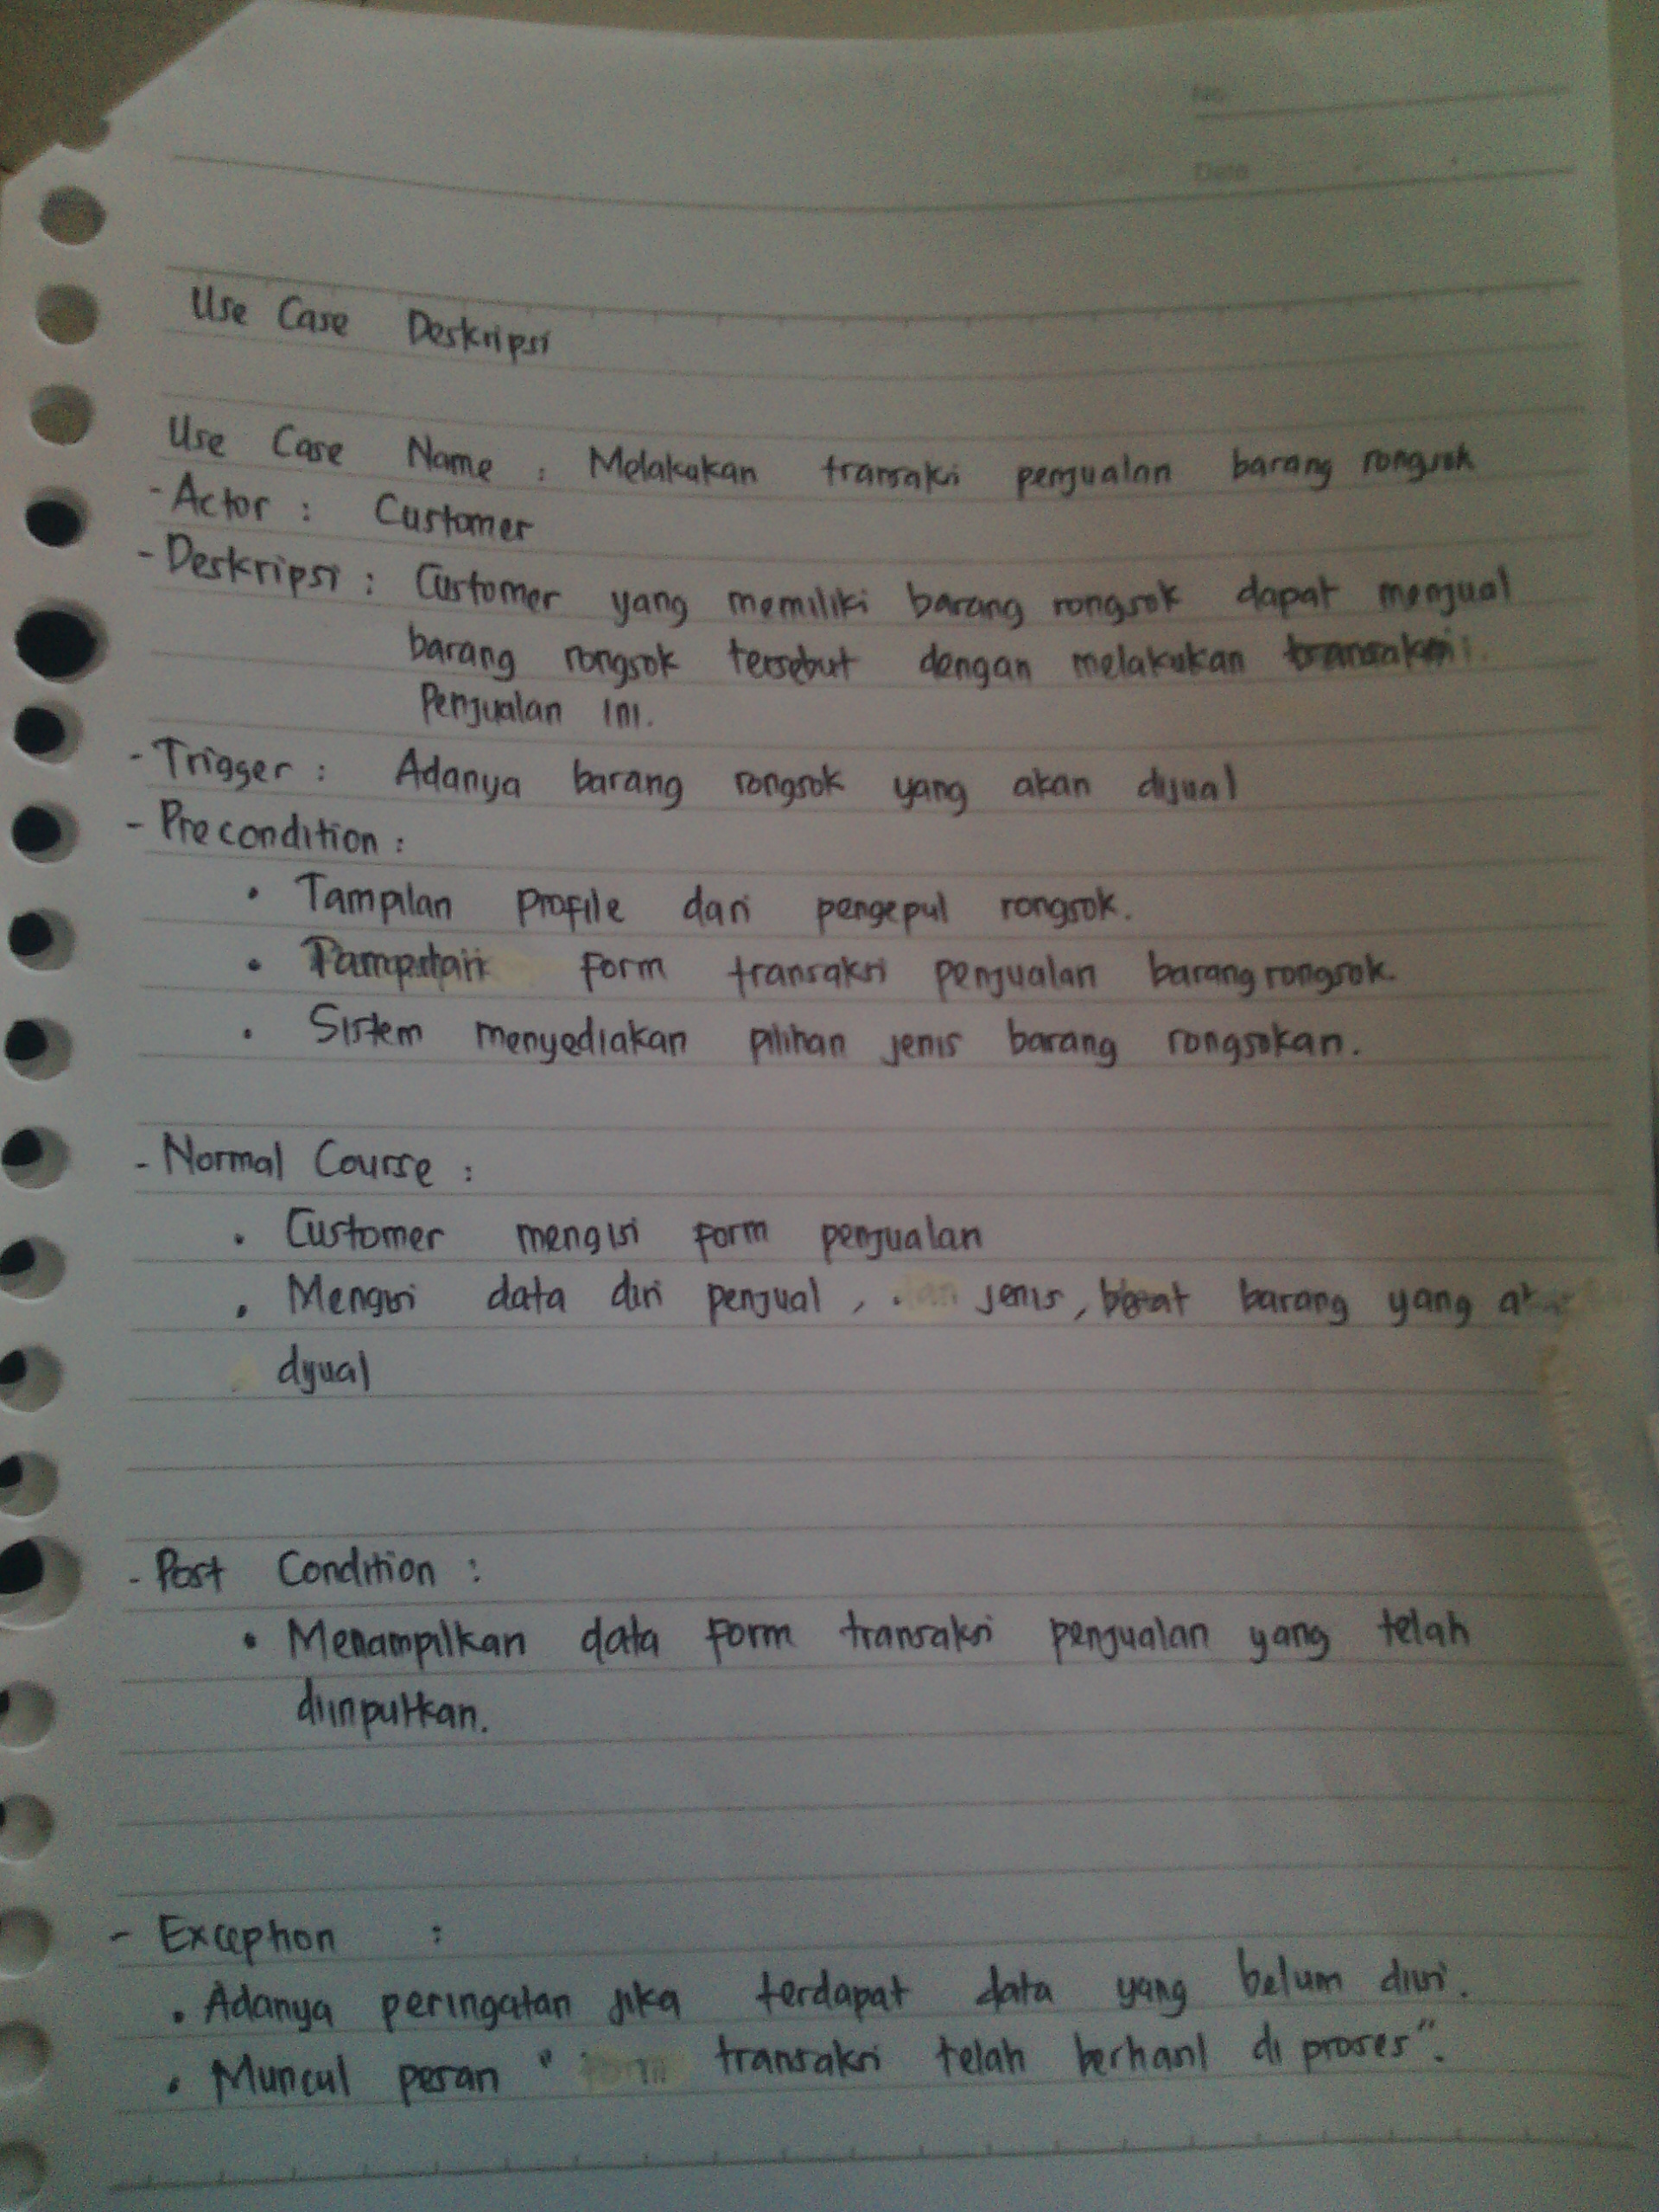 No
Date
Use Case Deskripsi
Use Case Name : Melakukan transaksi penjualan barang rongsok
- Actor : Customer
- Deskripsi : Customer yang memiliki barang rongsok dapat menjual
barang rongsok tersebut dengan melakukan transaksi
Penjualan ini.
- Trigger : Adanya barang rongsok yang akan dijual
- Precondition :
• Tampilan profile dari pengepul rongsok.
• form transaksi penjualan barang rongsok.
• Sistem menyediakan pilihan jenis barang rongsokan.
- Normal Course :
• Customer mengisi form penjualan
• Mengisi data diri penjual , jenis, berat barang yang
dijual
- Post Condition :
• Menampilkan data form transaksi penjualan yang telah
diinputkan.
- Exception :
• Adanya peringatan jika terdapat data yang belum diisi.
• Muncul pesan " transaksi telah berhasil di proses".